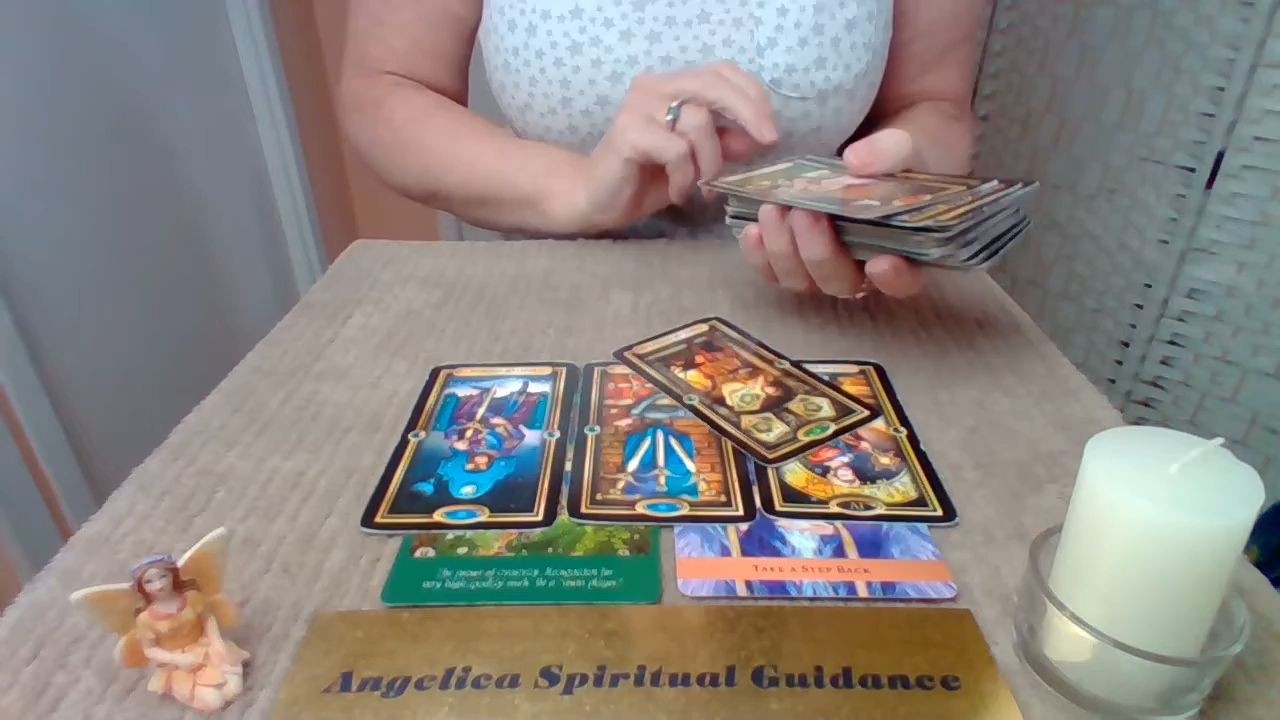 The power of creativity. Recognition for
very high-quality work. Be a "team player."
TAKE A STEP BACK
VI
Angelica Spiritual Guidance